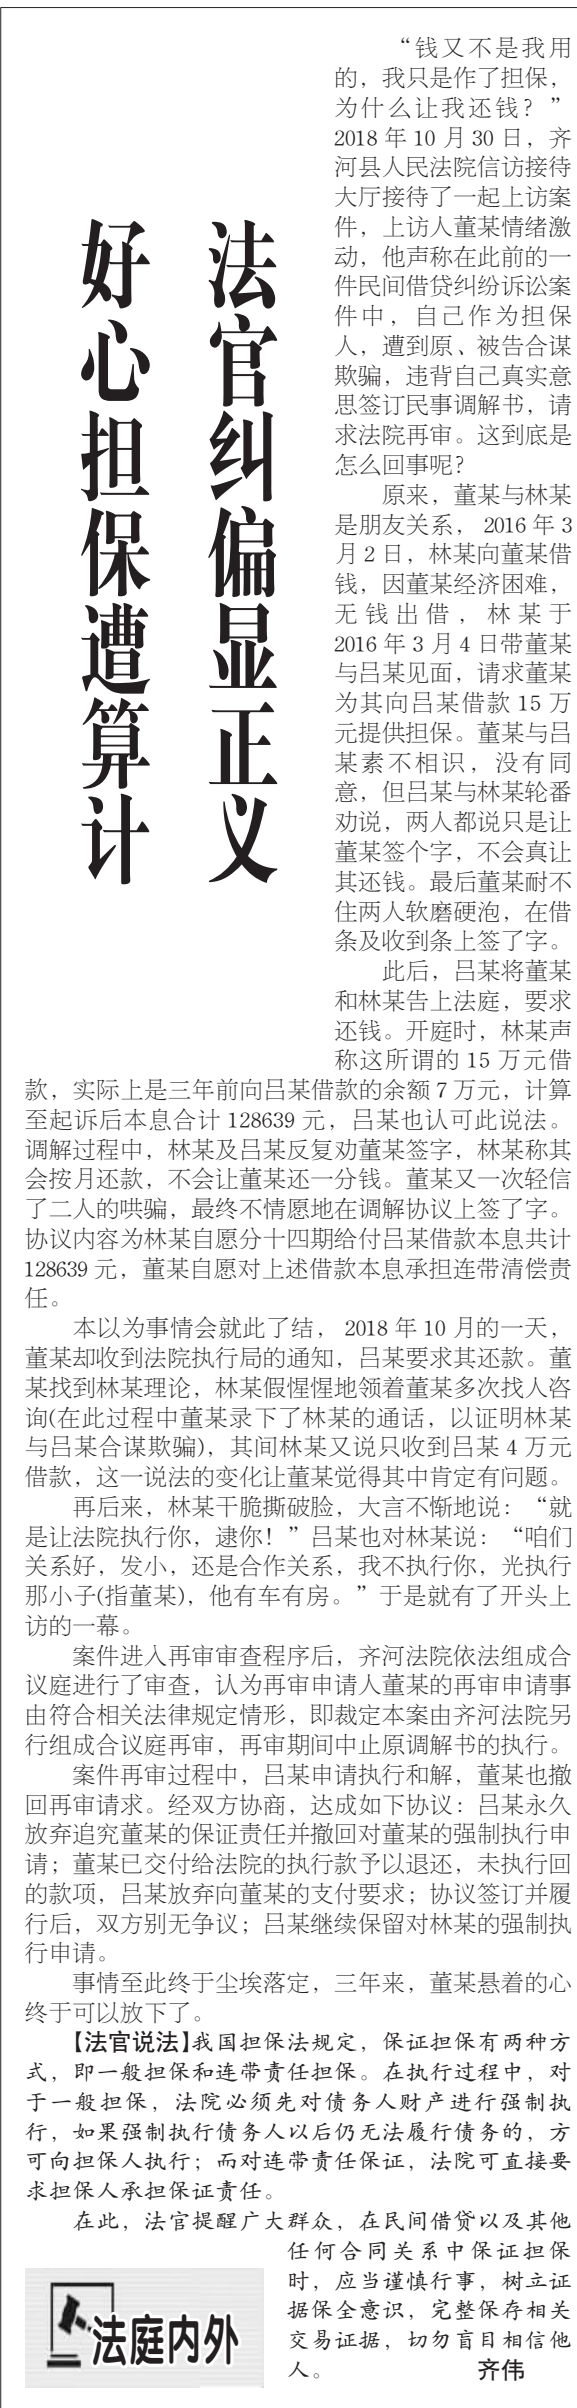 好心担保遭算计
法官纠偏显正义
“钱又不是我用
的，我只是作了担保，
为什么让我还钱？”
2018 年 10 月 30 日，齐
河县人民法院信访接待
大厅接待了一起上访案
件，上访人董某情绪激
动，他声称在此前的一
件民间借贷纠纷诉讼案
件中，自己作为担保
人，遭到原、被告合谋
欺骗，违背自己真实意
思签订民事调解书，请
求法院再审。这到底是
怎么回事呢?
原来，董某与林某
是朋友关系， 2016 年 3
月 2 日，林某向董某借
钱，因董某经济困难，
无钱出借，林某于
2016 年 3 月 4 日带董某
与吕某见面，请求董某
为其向吕某借款 15 万
元提供担保。董某与吕
某素不相识，没有同
意，但吕某与林某轮番
劝说，两人都说只是让
董某签个字，不会真让
其还钱。最后董某耐不
住两人软磨硬泡，在借
条及收到条上签了字。
此后，吕某将董某
和林某告上法庭，要求
还钱。开庭时，林某声
称这所谓的 15 万元借
款，实际上是三年前向吕某借款的余额 7 万元，计算
至起诉后本息合计 128639 元，吕某也认可此说法。
调解过程中，林某及吕某反复劝董某签字，林某称其
会按月还款，不会让董某还一分钱。董某又一次轻信
了二人的哄骗，最终不情愿地在调解协议上签了字。
协议内容为林某自愿分十四期给付吕某借款本息共计
128639 元，董某自愿对上述借款本息承担连带清偿责
任。
本以为事情会就此了结， 2018 年 10 月的一天，
董某却收到法院执行局的通知，吕某要求其还款。董
某找到林某理论，林某假惺惺地领着董某多次找人咨
询(在此过程中董某录下了林某的通话，以证明林某
与吕某合谋欺骗)，其间林某又说只收到吕某 4 万元
借款，这一说法的变化让董某觉得其中肯定有问题。
再后来，林某干脆撕破脸，大言不惭地说：“就
是让法院执行你，逮你！”吕某也对林某说：“咱们
关系好，发小，还是合作关系，我不执行你，光执行
那小子(指董某)，他有车有房。”于是就有了开头上
访的一幕。
案件进入再审审查程序后，齐河法院依法组成合
议庭进行了审查，认为再审申请人董某的再审申请事
由符合相关法律规定情形，即裁定本案由齐河法院另
行组成合议庭再审，再审期间中止原调解书的执行。
案件再审过程中，吕某申请执行和解，董某也撤
回再审请求。经双方协商，达成如下协议：吕某永久
放弃追究董某的保证责任并撤回对董某的强制执行申
请；董某已交付给法院的执行款予以退还，未执行回
的款项，吕某放弃向董某的支付要求；协议签订并履
行后，双方别无争议；吕某继续保留对林某的强制执
行申请。
事情至此终于尘埃落定，三年来，董某悬着的心
终于可以放下了。
【法官说法】我国担保法规定，保证担保有两种方
式，即一般担保和连带责任担保。在执行过程中，对
于一般担保，法院必须先对债务人财产进行强制执
行，如果强制执行债务人以后仍无法履行债务的，方
可向担保人执行；而对连带责任保证，法院可直接要
求担保人承担保证责任。
在此，法官提醒广大群众，在民间借贷以及其他
任何合同关系中保证担保
时，应当谨慎行事，树立证
据保全意识，完整保存相关
交易证据，切勿盲目相信他
人。 齐伟
法庭内外